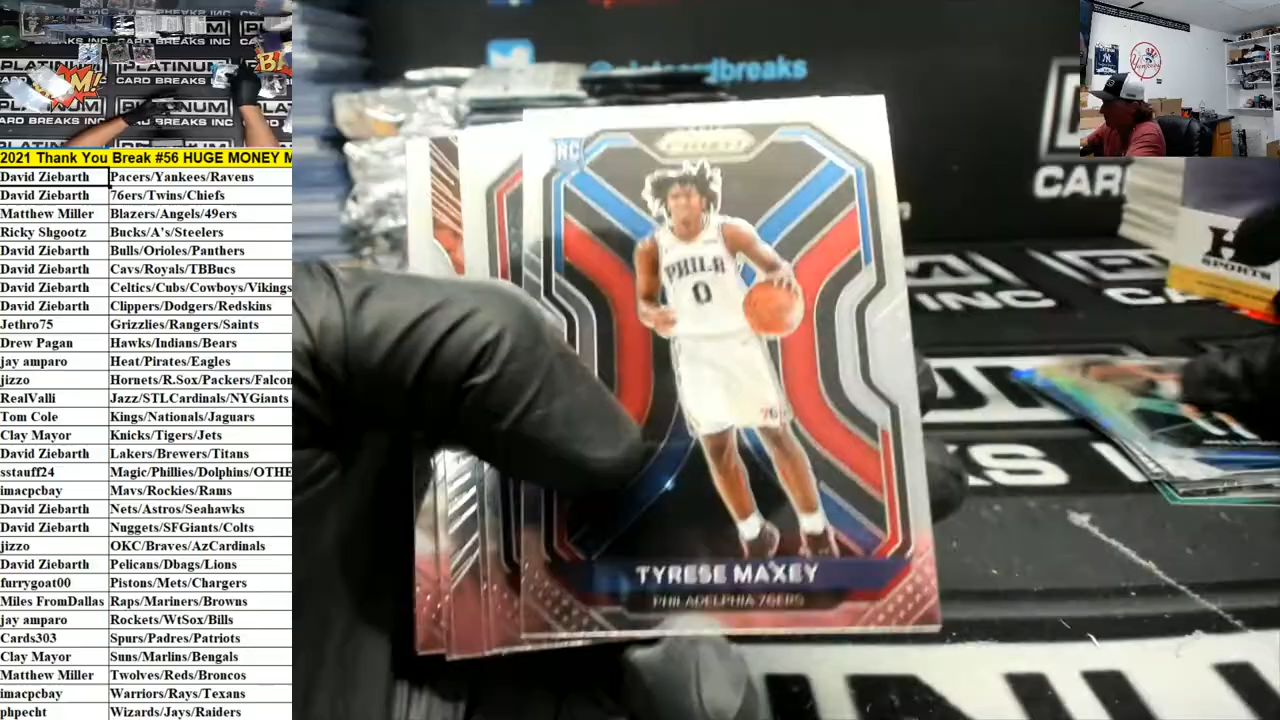 PLATINUM
CARD BREAKS INC
PLATINUM
CARD BREAKS INC
2021 Thank You Break #56 HUGE MONEY M
David Ziebarth Pacers/Yankees/Ravens
David Ziebarth 76ers/Twins/Chiefs
Matthew Miller Blazers/Angels/49ers
Ricky Shgootz Bucks/A's/Steelers
David Ziebarth Bulls/Orioles/Panthers
David Ziebarth Cavs/Royals/TBBucs
David Ziebarth Celtics/Cubs/Cowboys/Vikings
David Ziebarth Clippers/Dodgers/Redskins
Jethro75 Grizzlies/Rangers/Saints
Drew Pagan Hawks/Indians/Bears
jay amparo Heat/Pirates/Eagles
jizzo Hornets/R.Sox/Packers/Falcon
RealValli Jazz/STLCardinals/NYGiants
Tom Cole Kings/Nationals/Jaguars
Clay Mayor Knicks/Tigers/Jets
David Ziebarth Lakers/Brewers/Titans
sstauff24 Magic/Phillies/Dolphins/OTHE
imacpcbay Mavs/Rockies/Rams
David Ziebarth Nets/Astros/Seahawks
David Ziebarth Nuggets/SFGiants/Colts
jizzo OKC/Braves/AzCardinals
David Ziebarth Pelicans/Dbags/Lions
furrygoat00 Pistons/Mets/Chargers
Miles FromDallas Raps/Mariners/Browns
jay amparo Rockets/WtSox/Bills
Cards303 Spurs/Padres/Patriots
Clay Mayor Suns/Marlins/Bengals
Matthew Miller Twolves/Reds/Broncos
imacpcbay Warriors/Rays/Texans
phpecht Wizards/Jays/Raiders
cardbreaks
RC
PRIZM
PHILA
0
76
TYRESE MAXEY
PHILADELPHIA 76ERS
CAR
INC
CA
H
SPORTS